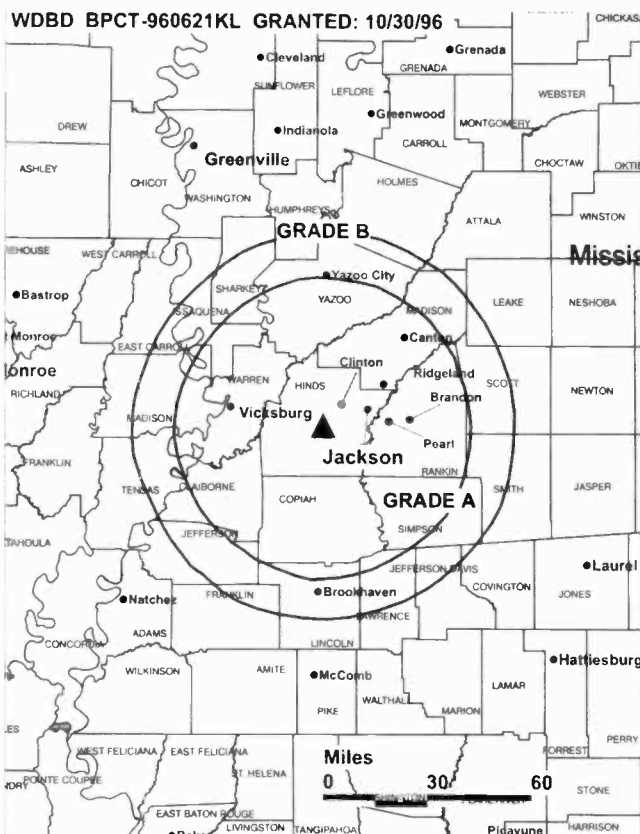 WDBD BPCT-960621KL GRANTED: 10/30/96
CHICKAS
Cleveland
Grenada
GRENADA
SUNFLOWER
LEFLORE
WEBSTER
DREW
Greenwood
MONTGOMERY
Indianola
CARROLL
Greenville
CHOCTAW
OKTIE
ASHLEY
CHICOT
HOLMES
WASHINGTON
HUMPHREYS
ATTALA
WINSTON
GRADE B
WEST CARROLL
Missis
Yazoo City
SHARKEY
Bastrop
YAZOO
LEAKE
NESHOBA
ISSAQUENA
MADISON
Monroe
Canton
EAST CARROLL
Clinton
onroe
Ridgeland
WARREN
HINDS
SCOTT
RICHLAND
Brandon
NEWTON
Vicksburg
MADISON
Pearl
Jackson
FRANKLIN
RANKIN
TENSAS
CLAIBORNE
SMITH
JASPER
COPIAH
GRADE A
SIMPSON
JEFFERSON
TAHOULA
JEFFERSON DAVIS
Laurel
COVINGTON
Natchez
FRANKLIN
Brookhaven
JONES
LAWRENCE
ADAMS
CONCORDIA
LINCOLN
Hattiesburg
WILKINSON
AMITE
McComb
LAMAR
WALTHALL
PIKE
MARION
PERRY
WEST FELICIANA
EAST FELICIANA
Miles
FORREST
ST HELENA
POINTE COUPEE
0 30 60
STONE
EAST BATON ROUGE
LIVINGSTON
TANGIPAHOA
HARRISON